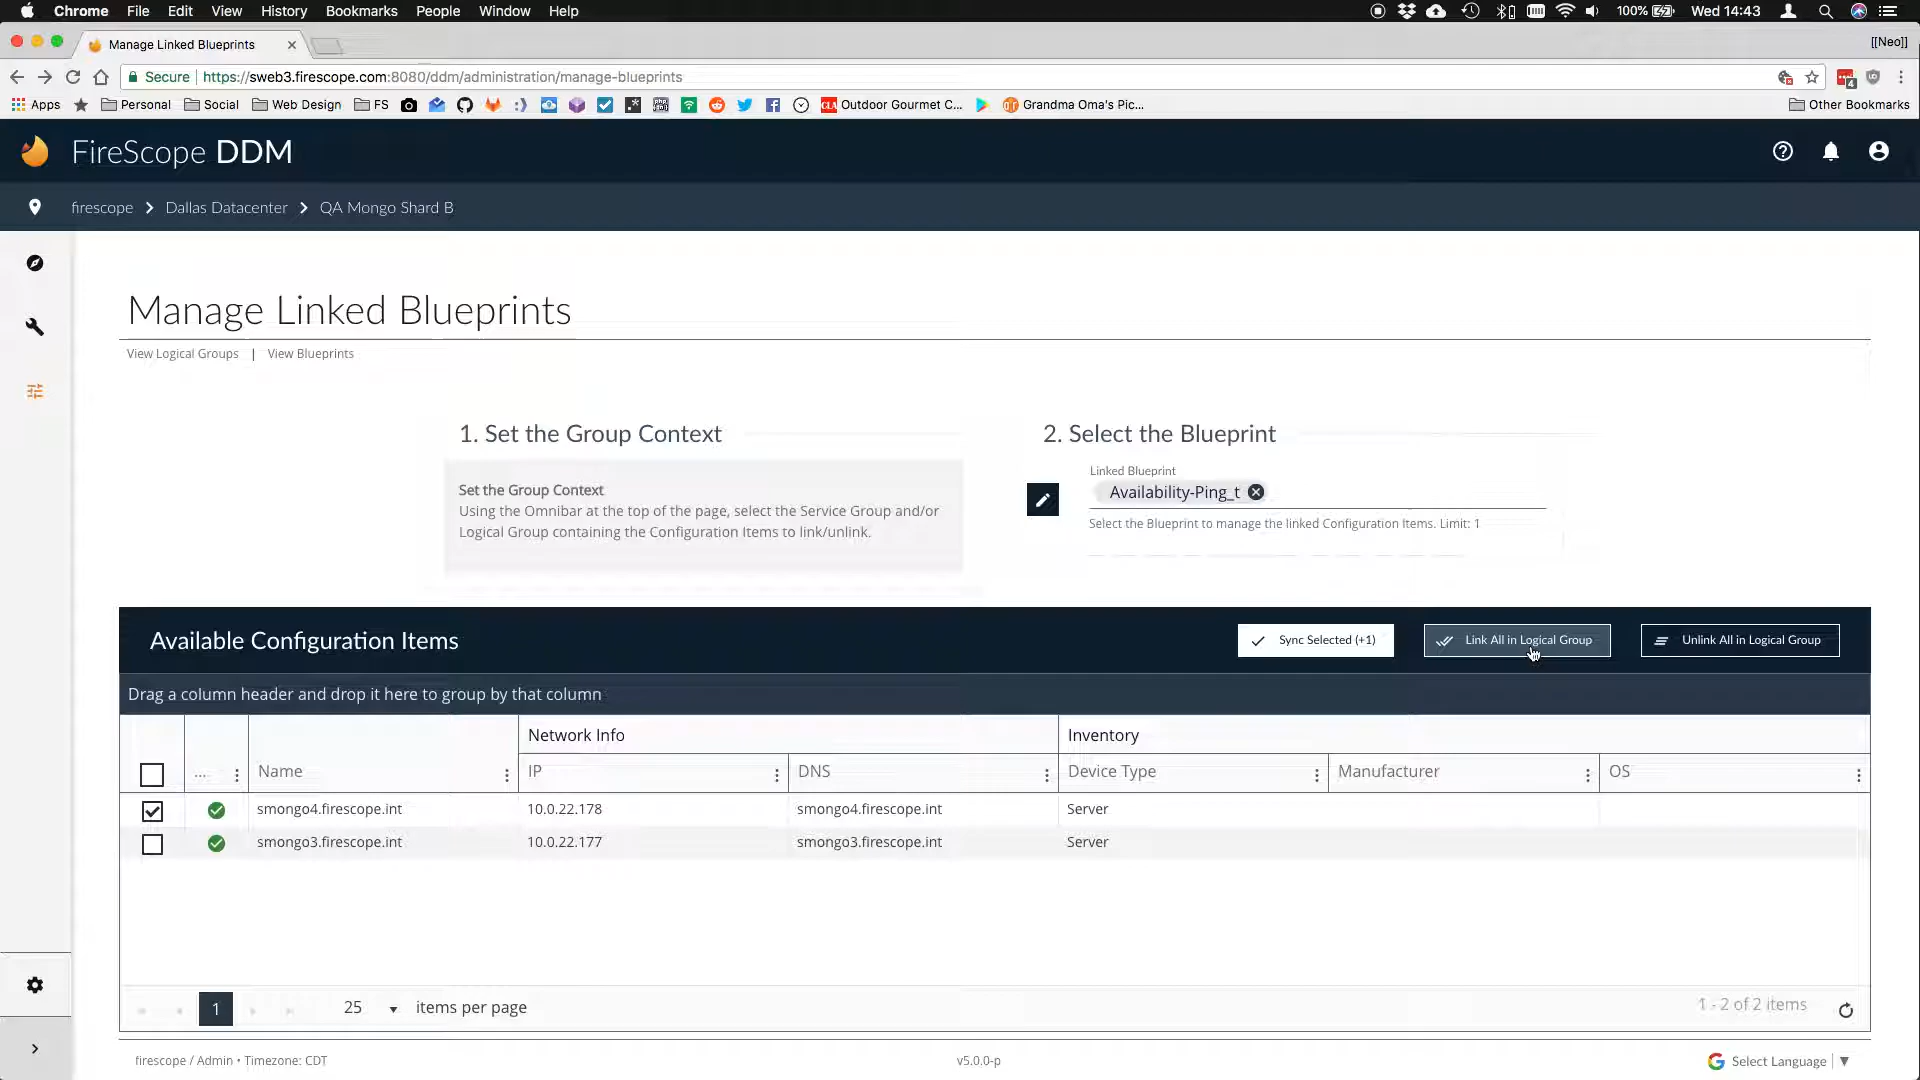 Chrome File Edit View History Bookmarks People Window Help 100% Wed 14:43
Manage Linked Blueprints [[Neo]]
Secure https://sweb3.firescope.com:8080/ddm/administration/manage-blueprints 4
Apps Personal Social Web Design FS Outdoor Gourmet C... Grandma Oma's Pic... Other Bookmarks
FireScope DDM
firescope Dallas Datacenter QA Mongo Shard B
Manage Linked Blueprints
View Logical Groups | View Blueprints
1. Set the Group Context
Set the Group Context
Using the Omnibar at the top of the page, select the Service Group and/or
Logical Group containing the Configuration Items to link/unlink.
2. Select the Blueprint
Linked Blueprint
Availability-Ping_t
Select the Blueprint to manage the linked Configuration Items. Limit: 1
Available Configuration Items Sync Selected (+1) Link All in Logical Group Unlink All in Logical Group
Drag a column header and drop it here to group by that column
Network Info Inventory
... Name IP DNS Device Type Manufacturer OS
smongo4.firescope.int 10.0.22.178 smongo4.firescope.int Server
smongo3.firescope.int 10.0.22.177 smongo3.firescope.int Server
1 25 items per page 1 - 2 of 2 items
firescope / Admin • Timezone: CDT v5.0.0-p Select Language ▼